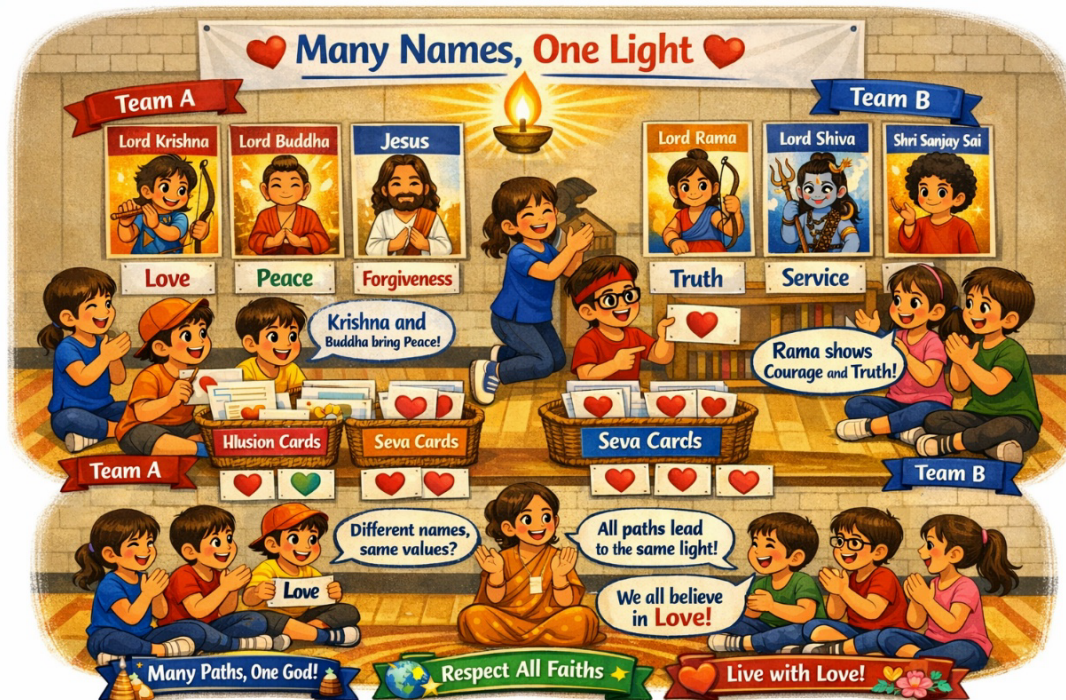 Many Names, One Light
Team A
Team B
Lord Krishna
Lord Buddha
Jesus
Lord Rama
Lord Shiva
Shri Sanjay Sai
Love
Peace
Forgiveness
Truth
Service
Krishna and
Buddha bring Peace!
Rama shows
Courage and Truth!
Hlusion Cards
Seva Cards
Seva Cards
Team A
Team B
Different names,
same values?
All paths lead
to the same light!
We all believe
in Love!
Love
Many Paths, One God!
Respect All Faiths
Live with Love!